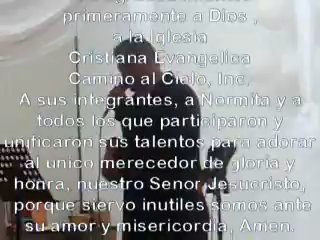 primeramente a Dios ,
a la Iglesia
Cristiana Evangelica
Camino al Cielo, Inc.
A sus integrantes, a Normita y a
todos los que participaron y
unificaron sus talentos para adorar
al unico merecedor de gloria y
honra, nuestro Senor Jesucristo,
porque siervo inutiles somos ante
su amor y misericordia, Amen.